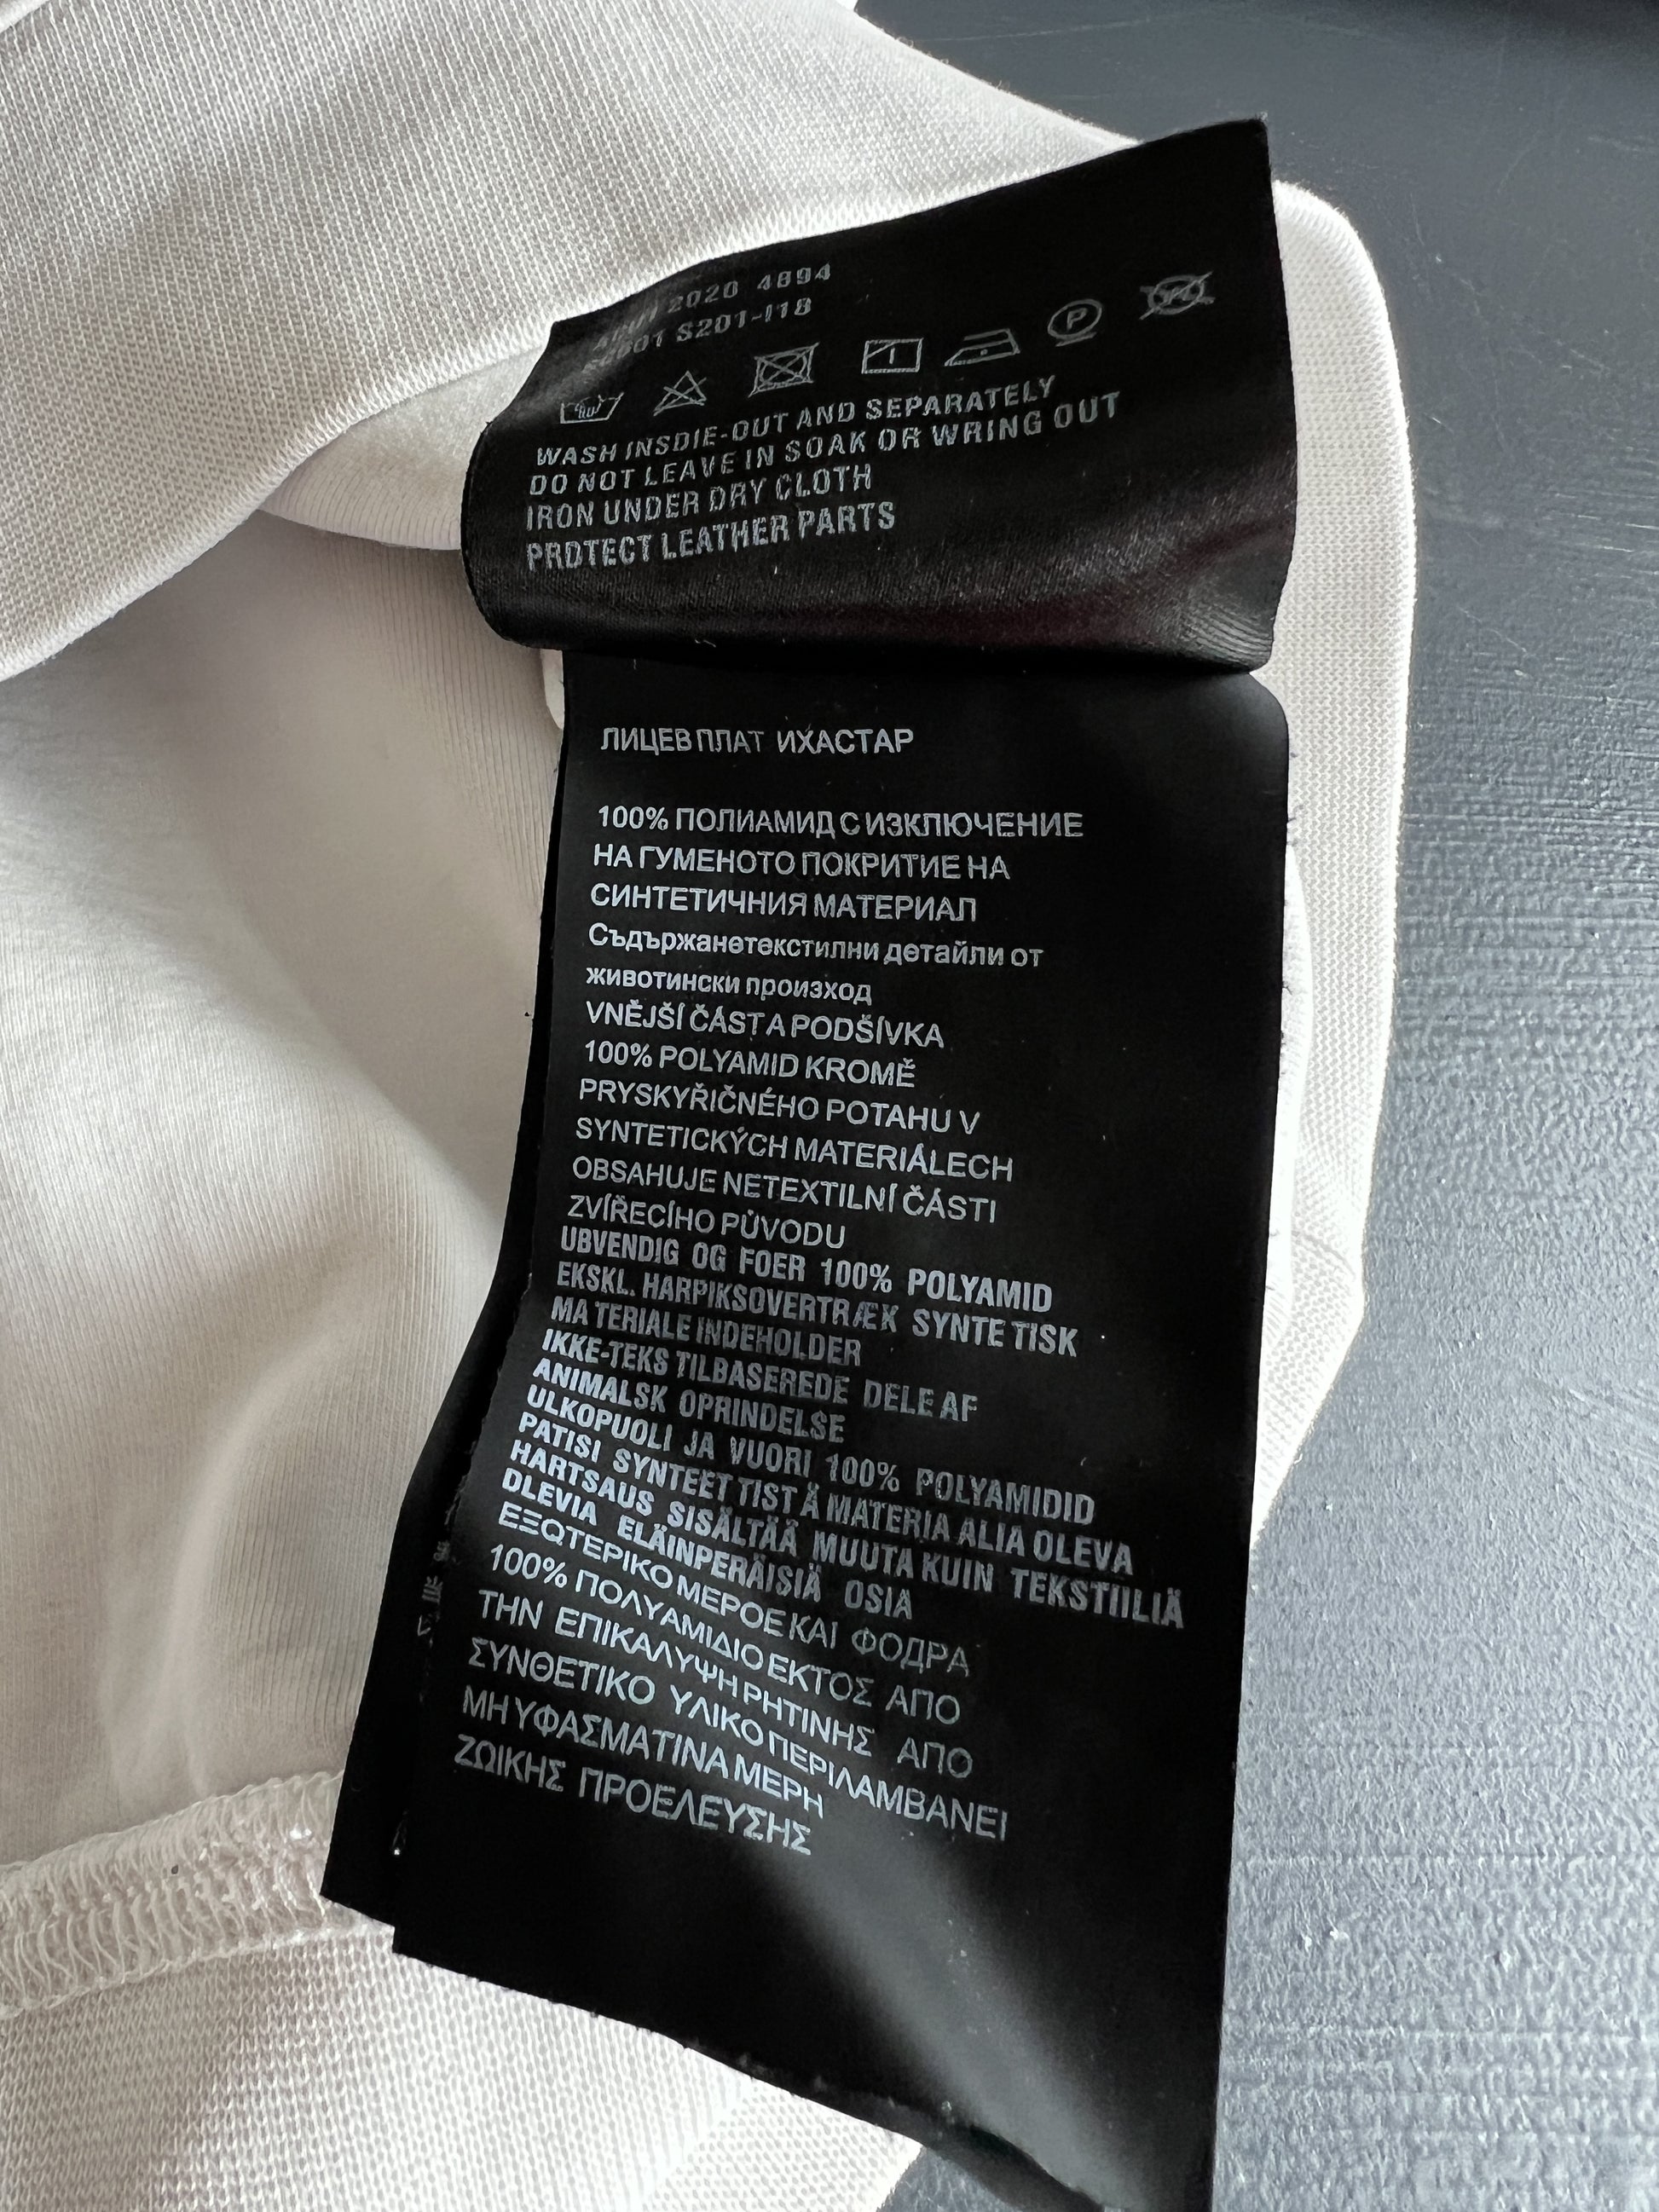 2020 4894
S201-I18
P
WASH INSDIE-OUT AND SEPARATELY
DO NOT LEAVE IN SOAK OR WRING OUT
IRON UNDER DRY CLOTH
PRDTECT LEATHER PARTS
ЛИЦЕВ ПЛАТ ИХАСТАР
100% ПОЛИАМИД С ИЗКЛЮЧЕНИЕ
НА ГУМЕНОТО ПОКРИТИЕ НА
СИНТЕТИЧНИЯ МАТЕРИАЛ
Съдържанетекстилни детайли от
животински произход
VNĚJŠÍ ČÁST A PODŠÍVKA
100% POLYAMID KROMĚ
PRYSKYŘIČNÉHO POTAHU V
SYNTETICKÝCH MATERIÁLECH
OBSAHUJE NETEXTILNÍ ČÁSTI
ZVÍŘECÍHO PŮVODU
UBVENDIG OG FOER 100% POLYAMID
EKSKL. HARPIKSOVERTRÆK SYNTE TISK
MA TERIALE INDEHOLDER
IKKE-TEKS TILBASEREDE DELE AF
ANIMALSK OPRINDELSE
ULKOPUOLI JA VUORI 100% POLYAMIDID
PATISI SYNTEET TIST Ä MATERIA ALIA OLEVA
HARTSAUS SISÄLTÄÄ MUUTA KUIN TEKSTIILIÄ
DLEVIA ELÄINPERÄISIÄ OSIA
ΕΞΩΤΕΡΙΚΟ ΜΕΡΟΕ ΚΑΙ ΦΟΔΡΑ
100% ΠΟΛΥΑΜΙΔΙΟ ΕΚΤΟΣ ΑΠΟ
ΤΗΝ ΕΠΙΚΑΛΥΨΗ ΡΗΤΙΝΗΣ ΑΠΟ
ΣΥΝΘΕΤΙΚΟ ΥΛΙΚΟ ΠΕΡΙΛΑΜΒΑΝΕΙ
ΜΗ ΥΦΑΣΜΑΤΙΝΑ ΜΕΡΗ
ΖΩΙΚΗΣ ΠΡΟΕΛΕΥΣΗΣ